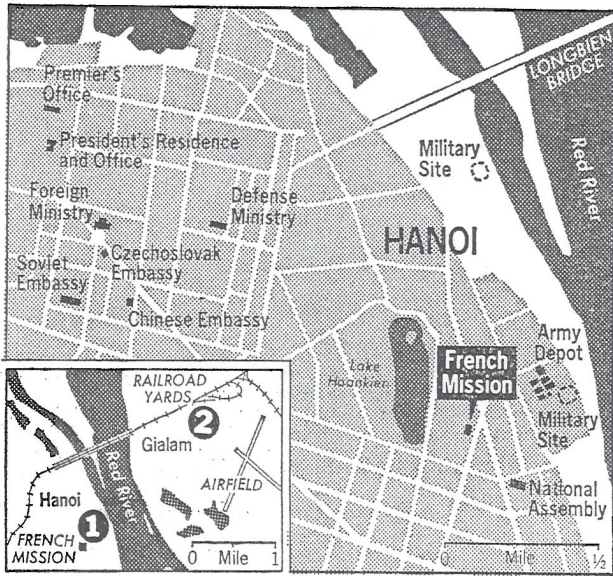 Premier's
Office
President's Residence
and Office
Foreign
Ministry
Defense
Ministry
Czechoslovak
Embassy
Soviet
Embassy
Chinese Embassy
LONGBIEN
BRIDGE
Red River
Military
Site
HANOI
Lake
Hoankien
French
Mission
Army
Depot
Military
Site
National
Assembly
0 Mile ½
RAILROAD
YARDS
2
Gialam
Red River
AIRFIELD
Hanoi
1
FRENCH
MISSION
0 Mile 1